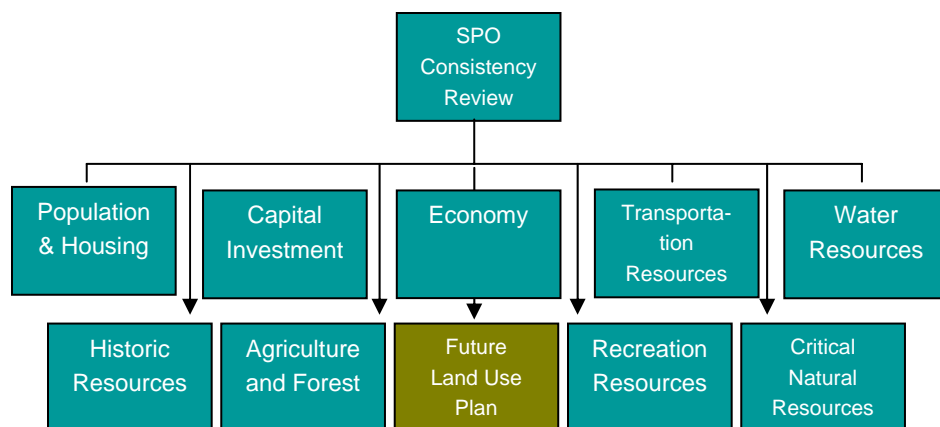 SPO
Consistency
Review
Population
& Housing
Capital
Investment
Economy
Transporta-
tion
Resources
Water
Resources
Historic
Resources
Agriculture
and Forest
Future
Land Use
Plan
Recreation
Resources
Critical
Natural
Resources